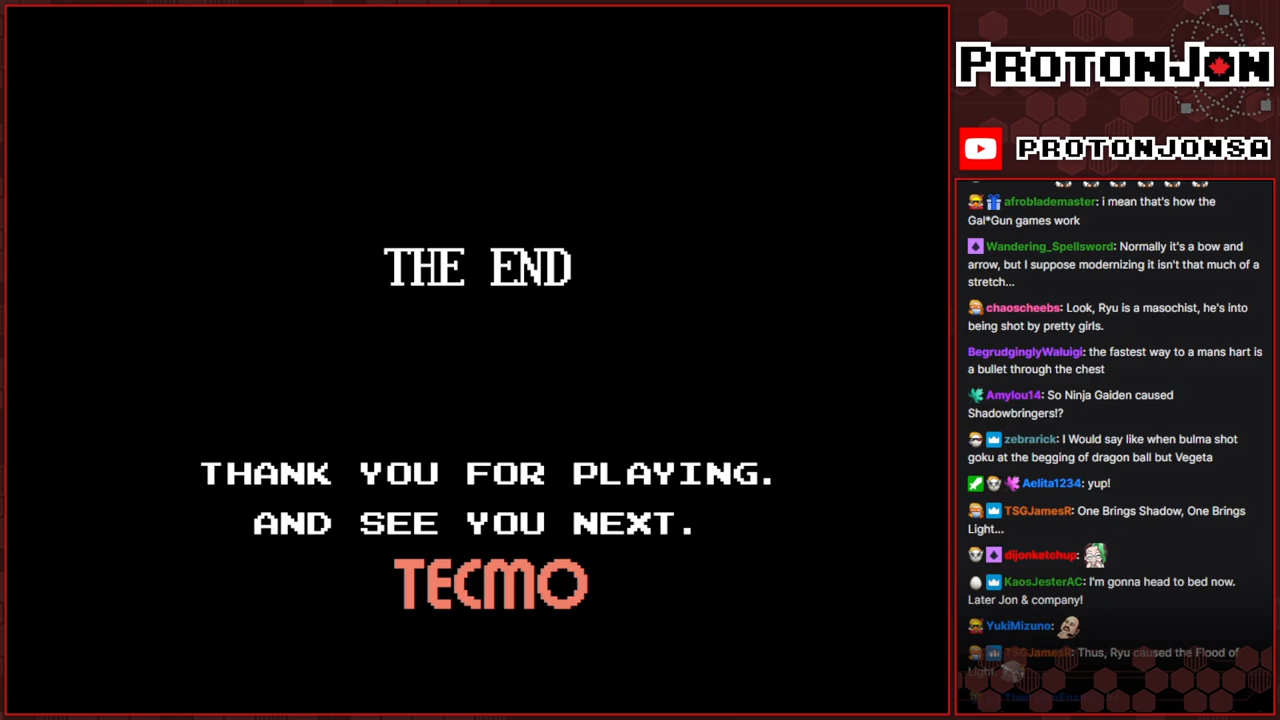 THE END
THANK YOU FOR PLAYING.
AND SEE YOU NEXT.
TECMO
PROTONJON
PROTONJONSA
afroblademaster: i mean that's how the
Gal*Gun games work
Wandering_Spellsword: Normally it's a bow and
arrow, but I suppose modernizing it isn't that much of a
stretch...
chaoscheebs: Look, Ryu is a masochist, he's into
being shot by pretty girls.
BegrudginglyWaluigi: the fastest way to a mans hart is
a bullet through the chest
Amylou14: So Ninja Gaiden caused
Shadowbringers!?
zebrarick: I Would say like when bulma shot
goku at the begging of dragon ball but Vegeta
Aelita1234: yup!
TSGJamesR: One Brings Shadow, One Brings
Light...
dijonketchup:
KaosJesterAC: I'm gonna head to bed now.
Later Jon & company!
YukiMizuno:
TSGJamesR: Thus, Ryu caused the Flood of
Light.